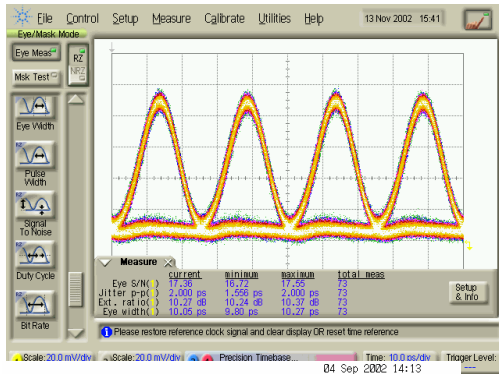 File Control Setup Measure Calibrate Utilities Help 13 Nov 2002 15:41
Eye/Mask Mode
Eye Meas
RZ
NRZ
Msk Test
Eye Width
Pulse Width
Signal To Noise
Duty Cycle
Bit Rate
Measure
current minimum maximum total meas
Eye S/N( ) 17.36 16.72 17.55 73
Jitter p-p( ) 2.000 ps 1.556 ps 2.000 ps 73
Ext. ratio( ) 10.27 dB 10.24 dB 10.37 dB 73
Eye width( ) 10.05 ps 9.80 ps 10.27 ps 73
Setup & Info
Please restore reference clock signal and clear display OR reset time reference
Scale:20.0 mV/div Scale:20.0 mV/div Precision Timebase... Time: 10.0 ps/div Trigger Level:
04 Sep 2002 14:13 ---